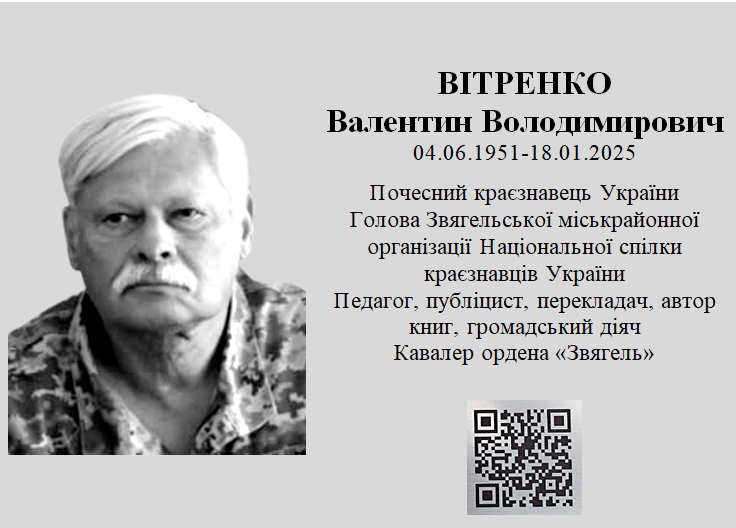 ВІТРЕНКО
Валентин Володимирович
04.06.1951-18.01.2025
Почесний краєзнавець України
Голова Звягельської міськрайонної
організації Національної спілки
краєзнавців України
Педагог, публіцист, перекладач, автор
книг, громадський діяч
Кавалер ордена «Звягель»